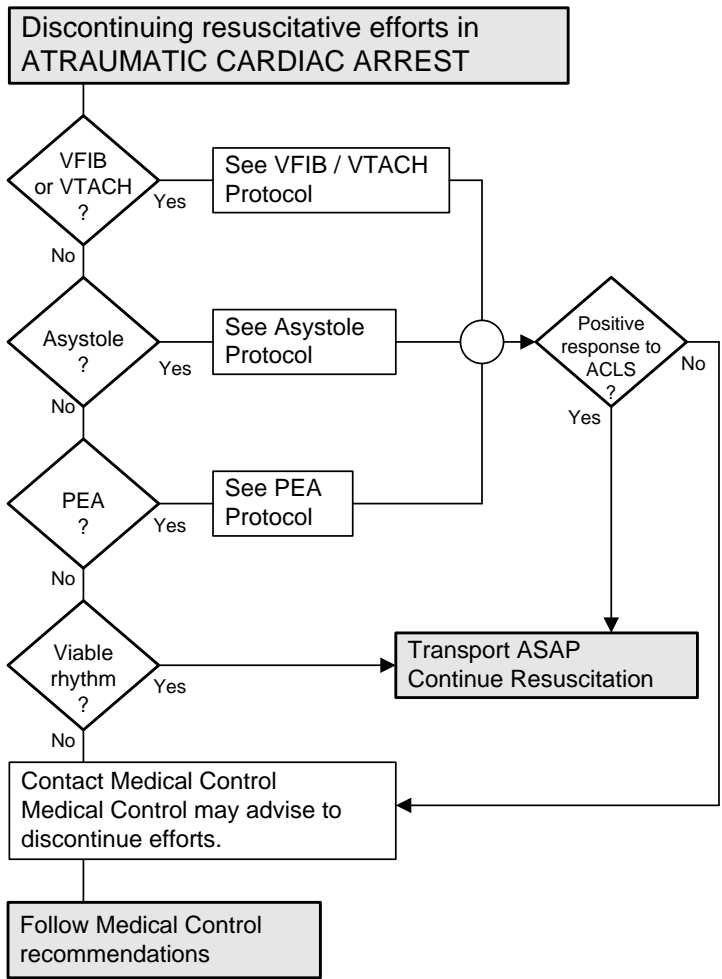 Discontinuing resuscitative efforts in
ATRAUMATIC CARDIAC ARREST
VFIB
or VTACH
?
Yes
See VFIB / VTACH
Protocol
No
Asystole
?
Yes
See Asystole
Protocol
Positive
response to
ACLS
?
No
Yes
No
PEA
?
Yes
See PEA
Protocol
No
Viable
rhythm
?
Yes
Transport ASAP
Continue Resuscitation
No
Contact Medical Control
Medical Control may advise to
discontinue efforts.
Follow Medical Control
recommendations